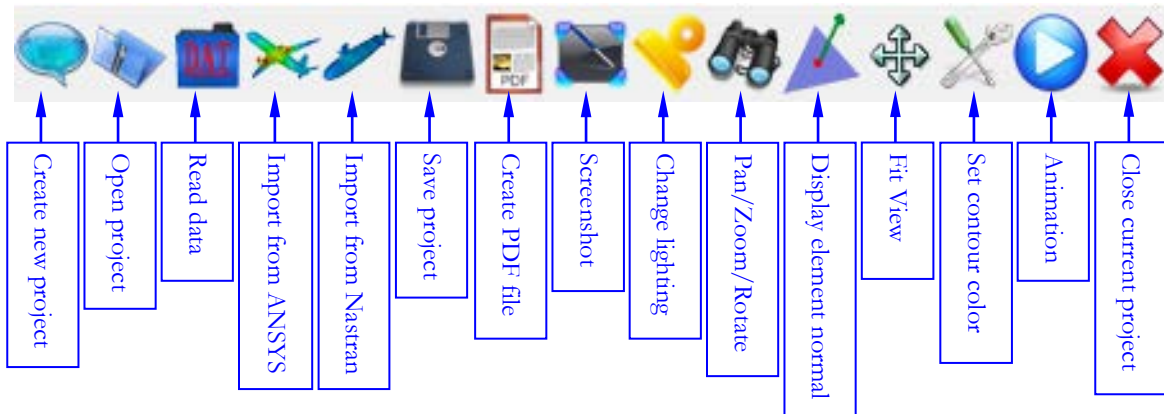 DAT
PDF
Create new project
Open project
Read data
Import from ANSYS
Import from Nastran
Save project
Create PDF file
Screenshot
Change lighting
Pan/Zoom/Rotate
Display element normal
Fit View
Set contour color
Animation
Close current project